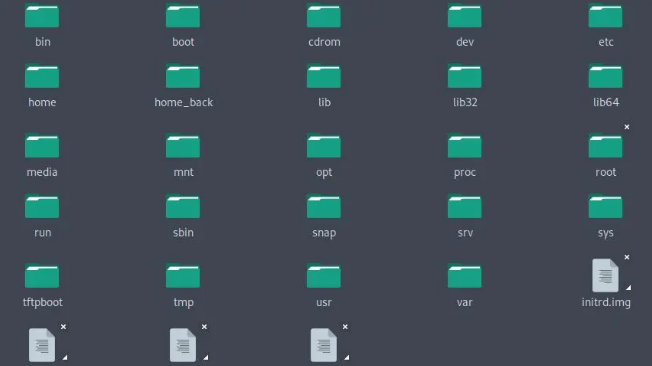 bin boot cdrom dev etc
home home_back lib lib32 lib64
media mnt opt proc root
run sbin snap srv sys
tftpboot tmp usr var initrd.img